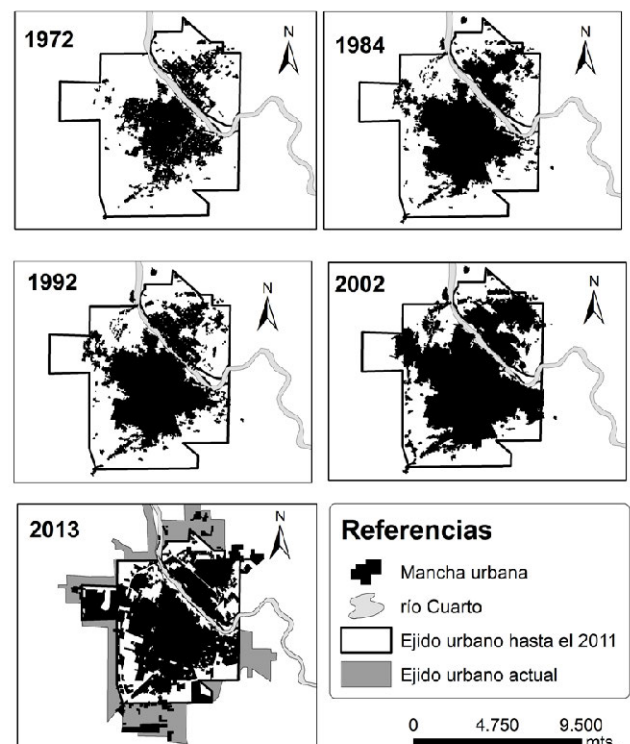 1972
N
1984
N
1992
N
2002
N
2013
N
Referencias
Mancha urbana
río Cuarto
Ejido urbano hasta el 2011
Ejido urbano actual
0 4.750 9.500
mts